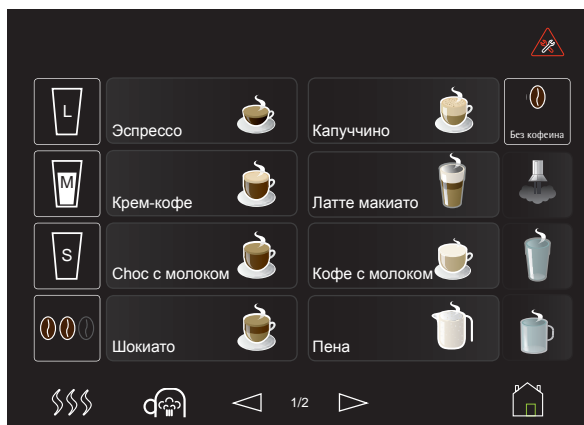 L
Эспрессо
Капуччино
Без кофеина
M
Крем-кофе
Латте макиато
S
Choc с молоком
Кофе с молоком
Шокиато
Пена
1/2